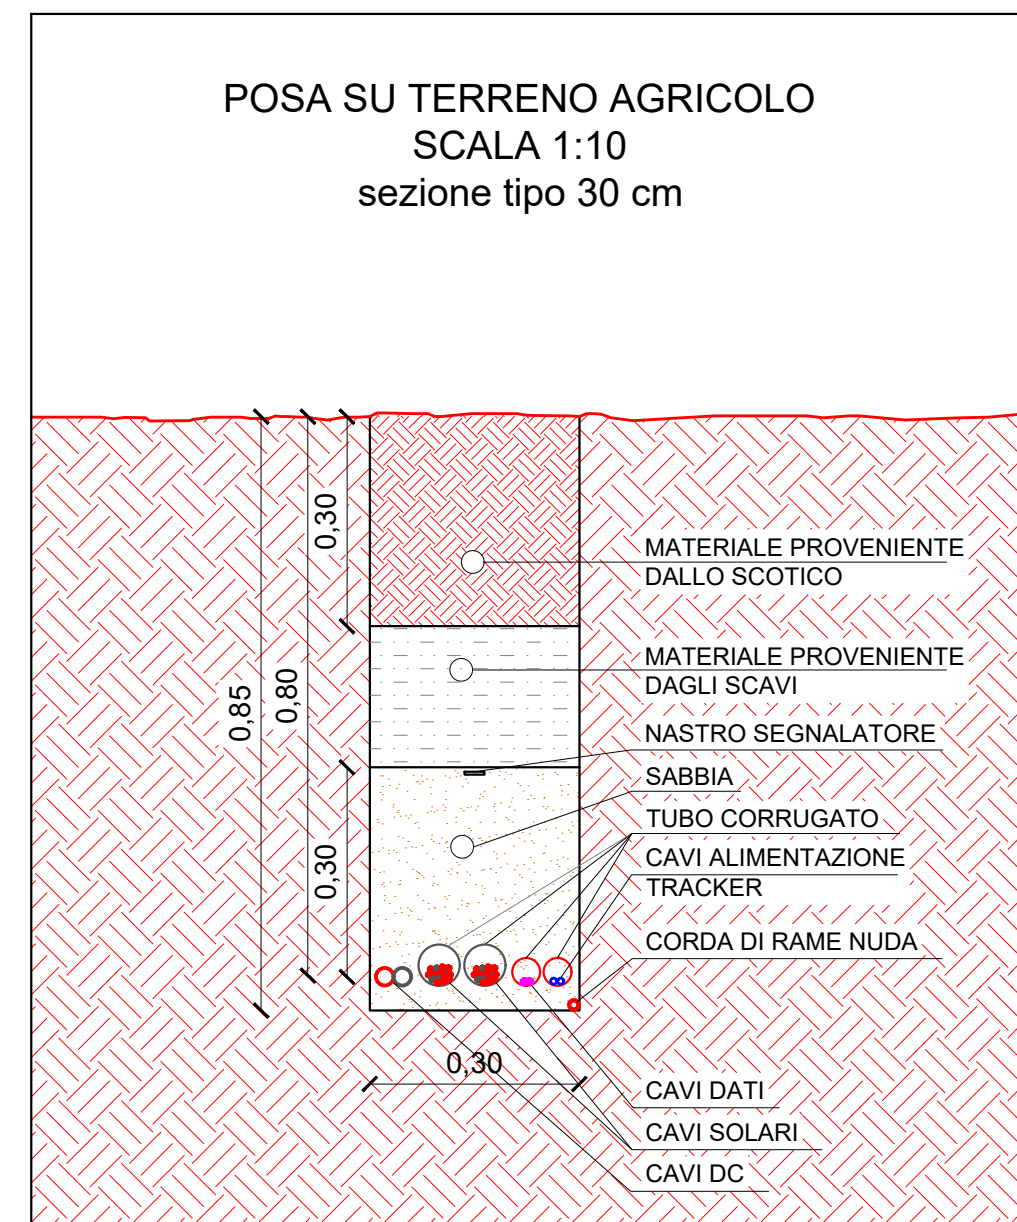 POSA SU TERRENO AGRICOLO
SCALA 1:10
sezione tipo 30 cm
0,30
0,80
0,85
0,30
0,30
MATERIALE PROVENIENTE
DALLO SCOTICO
MATERIALE PROVENIENTE
DAGLI SCAVI
NASTRO SEGNALATORE
SABBIA
TUBO CORRUGATO
CAVI ALIMENTAZIONE
TRACKER
CORDA DI RAME NUDA
CAVI DATI
CAVI SOLARI
CAVI DC